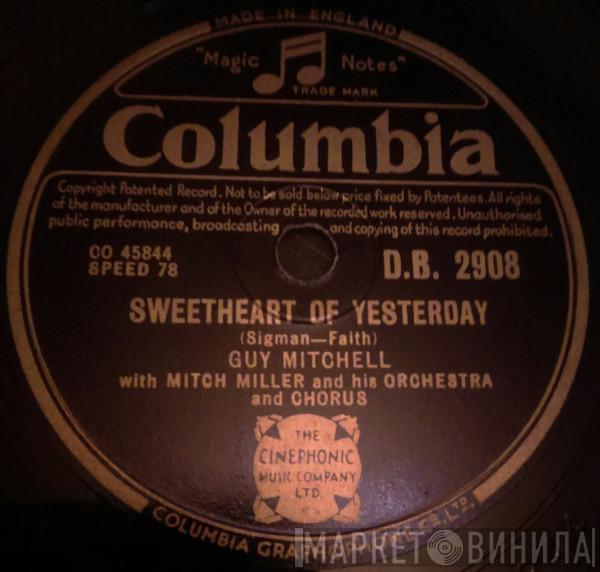 MADE IN ENGLAND
"Magic Notes"
TRADE MARK
Columbia
Copyright Patented Record. Not to be sold below price fixed by Patentees. All rights
of the manufacturer and of the Owner of the recorded work reserved. Unauthorised
public performance, broadcasting and copying of this record prohibited.
CO 45844
SPEED 78
D.B. 2908
SWEETHEART OF YESTERDAY
(Sigman—Faith)
GUY MITCHELL
with MITCH MILLER and his ORCHESTRA
and CHORUS
THE
CINEPHONIC
MUSIC COMPANY
LTD.
COLUMBIA GRAPH CO. LTD.
МАРКЕТ ВИНИЛА